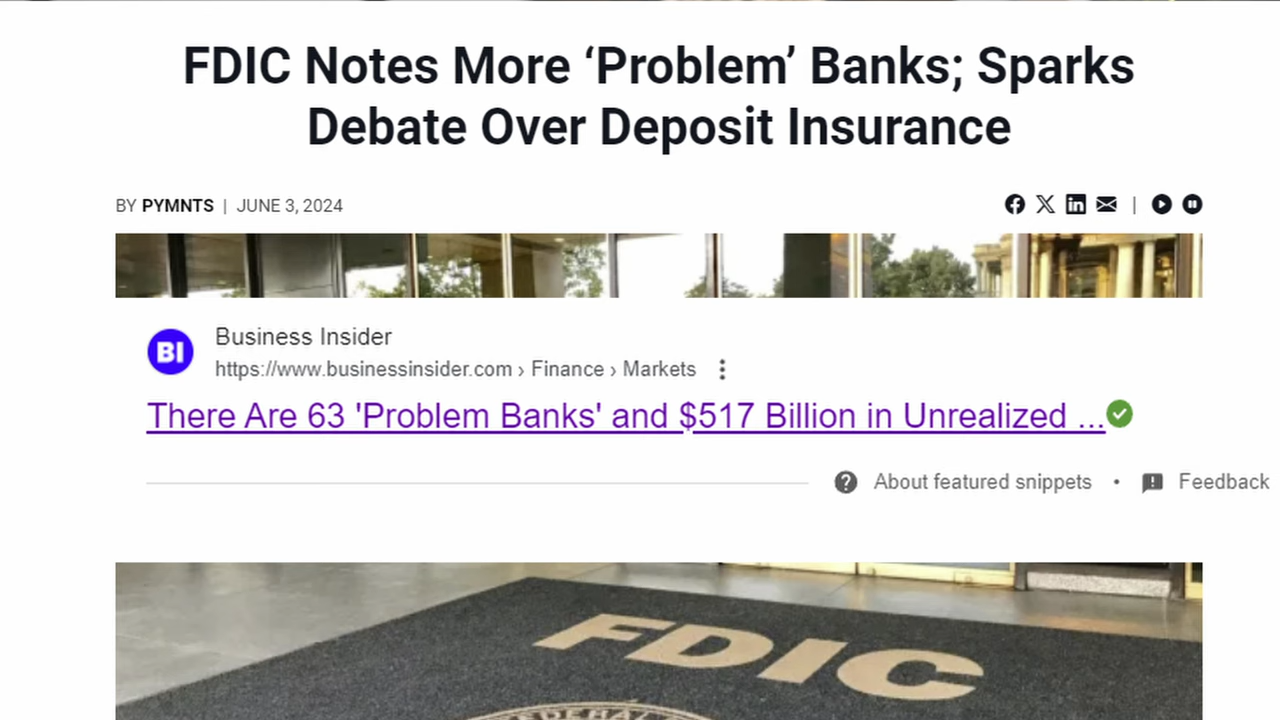 FDIC Notes More ‘Problem’ Banks; Sparks
Debate Over Deposit Insurance
BY PYMNTS | JUNE 3, 2024
BI
Business Insider
https://www.businessinsider.com › Finance › Markets
There Are 63 'Problem Banks' and $517 Billion in Unrealized ...
About featured snippets • Feedback
FDIC